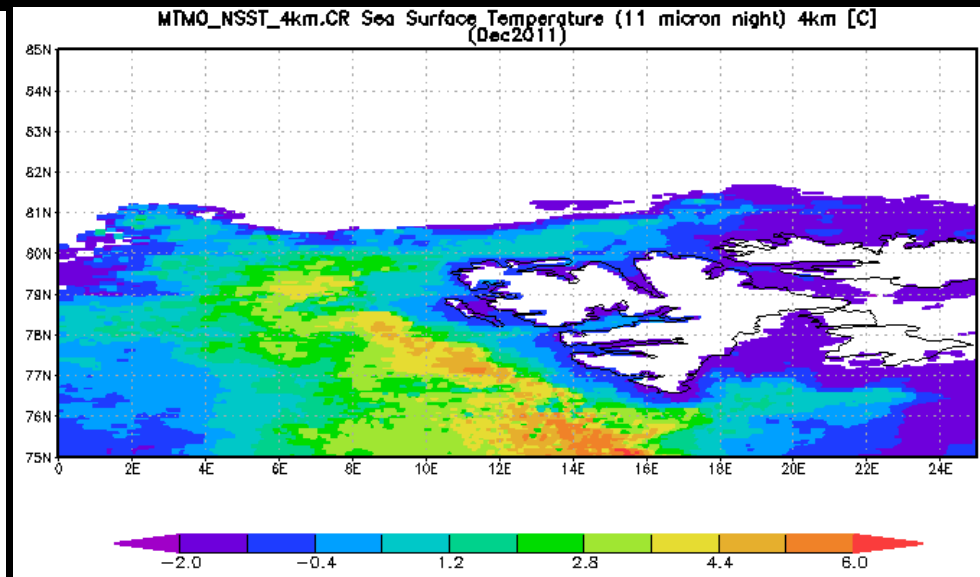 MTMO_NSST_4km.CR Sea Surface Temperature (11 micron night) 4km [C]
(Dec2011)
85N
84N
83N
82N
81N
80N
79N
78N
77N
76N
75N
0 2E 4E 6E 8E 10E 12E 14E 16E 18E 20E 22E 24E
-2.0 -0.4 1.2 2.8 4.4 6.0